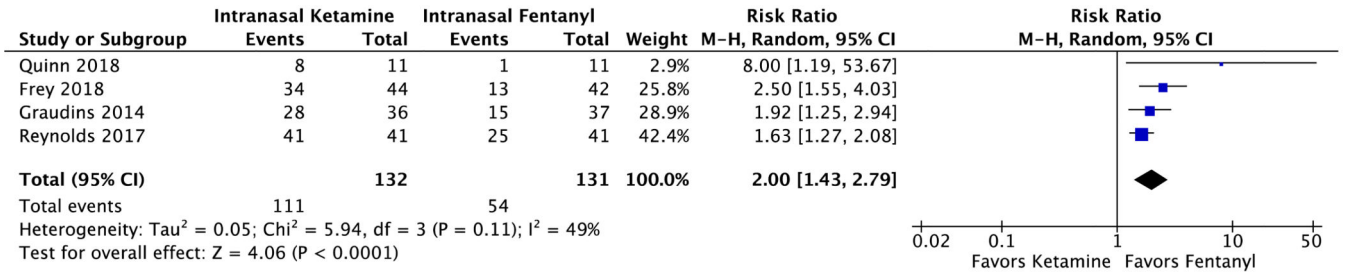 Intranasal Ketamine Intranasal Fentanyl Risk Ratio Risk Ratio
Study or Subgroup Events Total Events Total Weight M-H, Random, 95% CI M-H, Random, 95% CI
Quinn 2018 8 11 1 11 2.9% 8.00 [1.19, 53.67]
Frey 2018 34 44 13 42 25.8% 2.50 [1.55, 4.03]
Graudins 2014 28 36 15 37 28.9% 1.92 [1.25, 2.94]
Reynolds 2017 41 41 25 41 42.4% 1.63 [1.27, 2.08]
Total (95% CI) 132 131 100.0% 2.00 [1.43, 2.79]
Total events 111 54
Heterogeneity: Tau² = 0.05; Chi² = 5.94, df = 3 (P = 0.11); I² = 49%
Test for overall effect: Z = 4.06 (P < 0.0001)
0.02 0.1 1 10 50
Favors Ketamine Favors Fentanyl